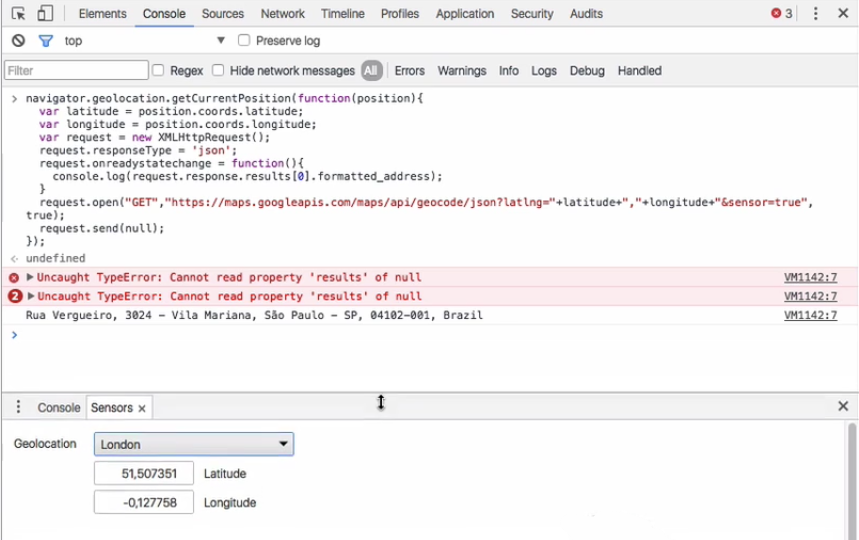 Elements Console Sources Network Timeline Profiles Application Security Audits 3
top Preserve log
Filter Regex Hide network messages All Errors Warnings Info Logs Debug Handled
navigator.geolocation.getCurrentPosition(function(position){
var latitude = position.coords.latitude;
var longitude = position.coords.longitude;
var request = new XMLHttpRequest();
request.responseType = 'json';
request.onreadystatechange = function(){
console.log(request.response.results[0].formatted_address);
}
request.open("GET","https://maps.googleapis.com/maps/api/geocode/json?latlng="+latitude+","+longitude+"&sensor=true",
true);
request.send(null);
});
undefined
Uncaught TypeError: Cannot read property 'results' of null VM1142:7
2 Uncaught TypeError: Cannot read property 'results' of null VM1142:7
Rua Vergueiro, 3024 - Vila Mariana, São Paulo - SP, 04102-001, Brazil VM1142:7
Console Sensors
Geolocation London
51,507351 Latitude
-0,127758 Longitude